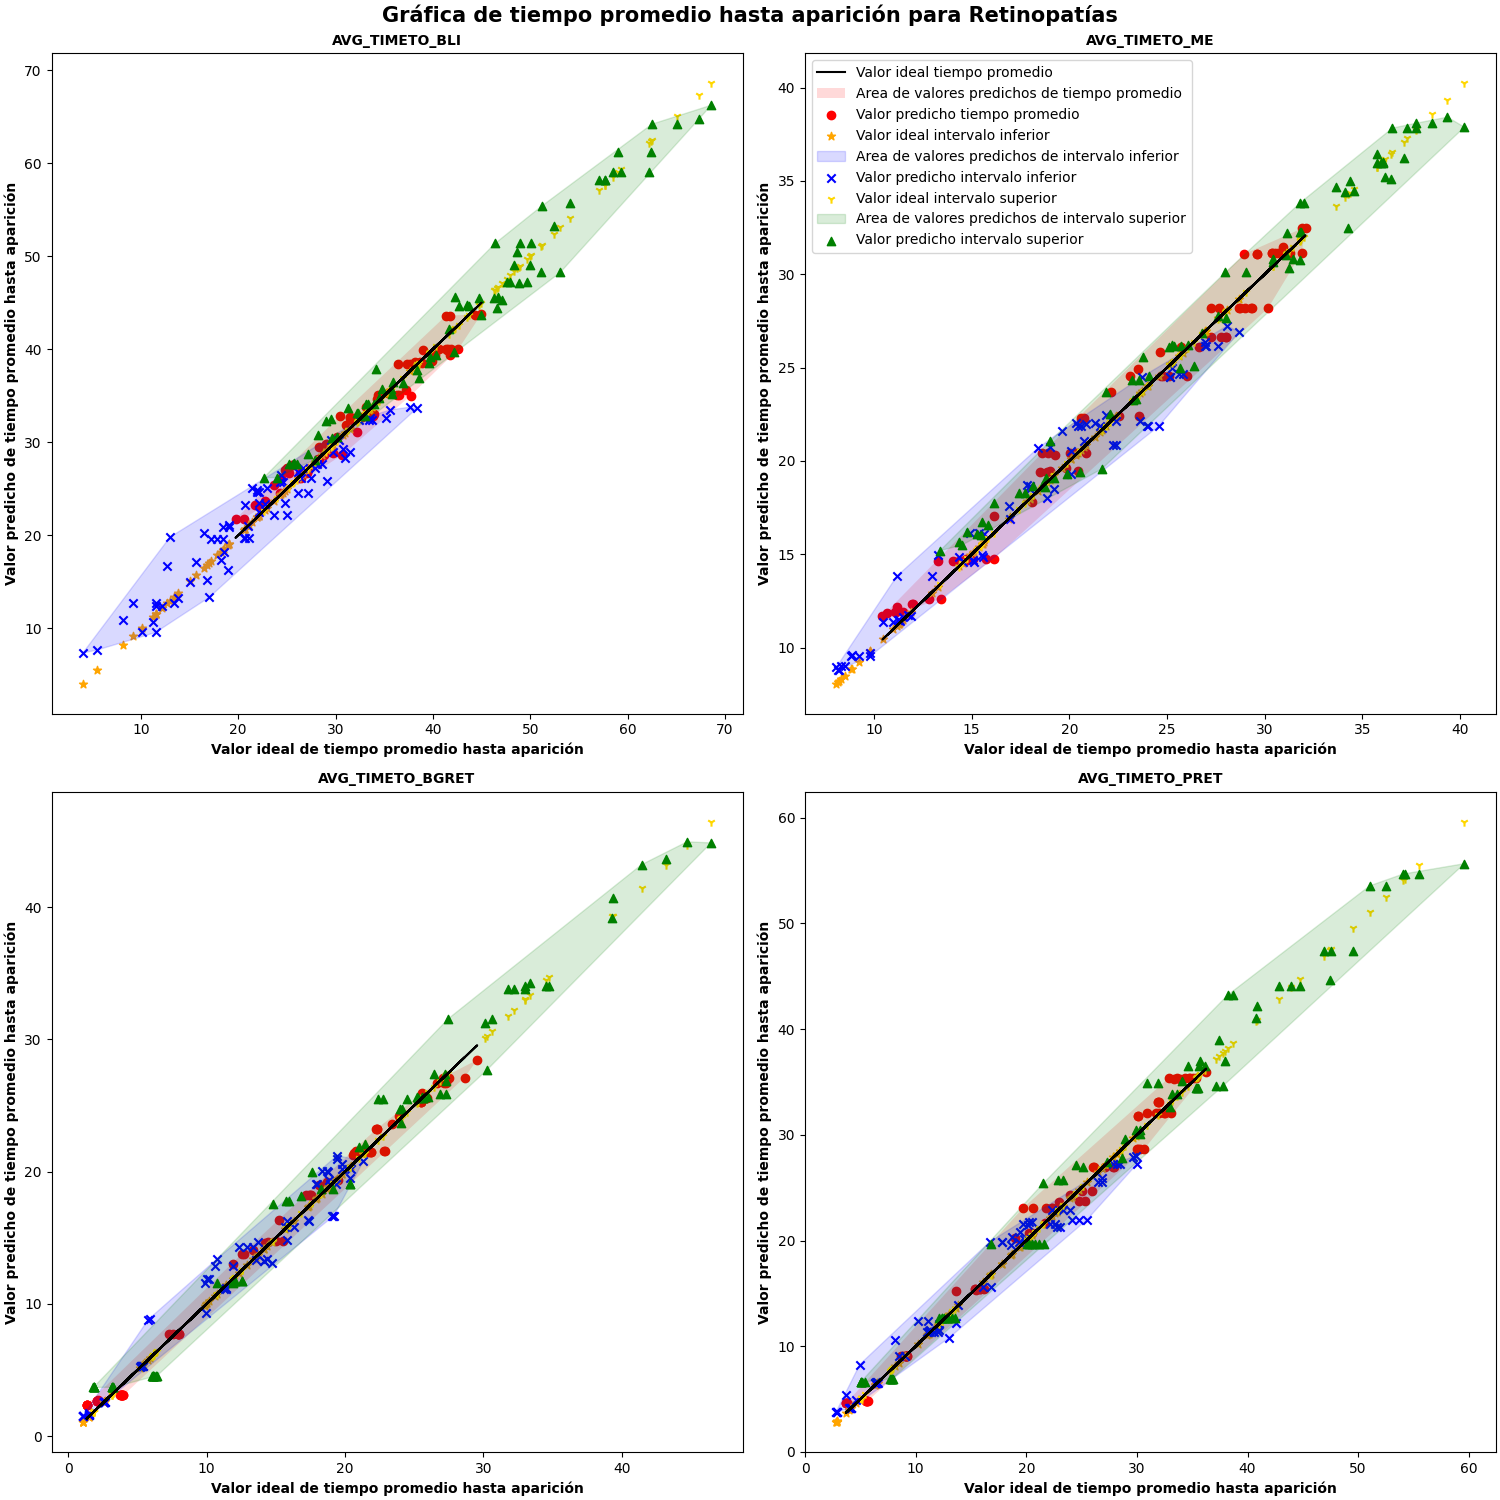 Gráfica de tiempo promedio hasta aparición para Retinopatías
AVG_TIMETO_BLI
Valor predicho de tiempo promedio hasta aparición
70
60
50
40
30
20
10
10 20 30 40 50 60 70
Valor ideal de tiempo promedio hasta aparición
AVG_TIMETO_ME
Valor predicho de tiempo promedio hasta aparición
40
35
30
25
20
15
10
Valor ideal tiempo promedio
Area de valores predichos de tiempo promedio
Valor predicho tiempo promedio
Valor ideal intervalo inferior
Area de valores predichos de intervalo inferior
Valor predicho intervalo inferior
Valor ideal intervalo superior
Area de valores predichos de intervalo superior
Valor predicho intervalo superior
10 15 20 25 30 35 40
Valor ideal de tiempo promedio hasta aparición
AVG_TIMETO_BGRET
Valor predicho de tiempo promedio hasta aparición
40
30
20
10
0
0 10 20 30 40
Valor ideal de tiempo promedio hasta aparición
AVG_TIMETO_PRET
Valor predicho de tiempo promedio hasta aparición
60
50
40
30
20
10
0
0 10 20 30 40 50 60
Valor ideal de tiempo promedio hasta aparición